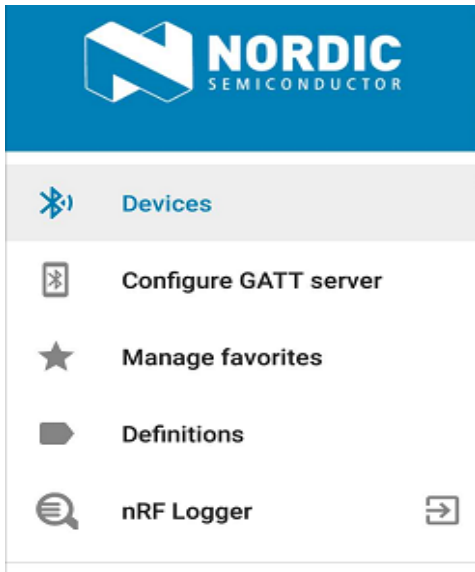 NORDIC
SEMICONDUCTOR
Devices
Configure GATT server
Manage favorites
Definitions
nRF Logger